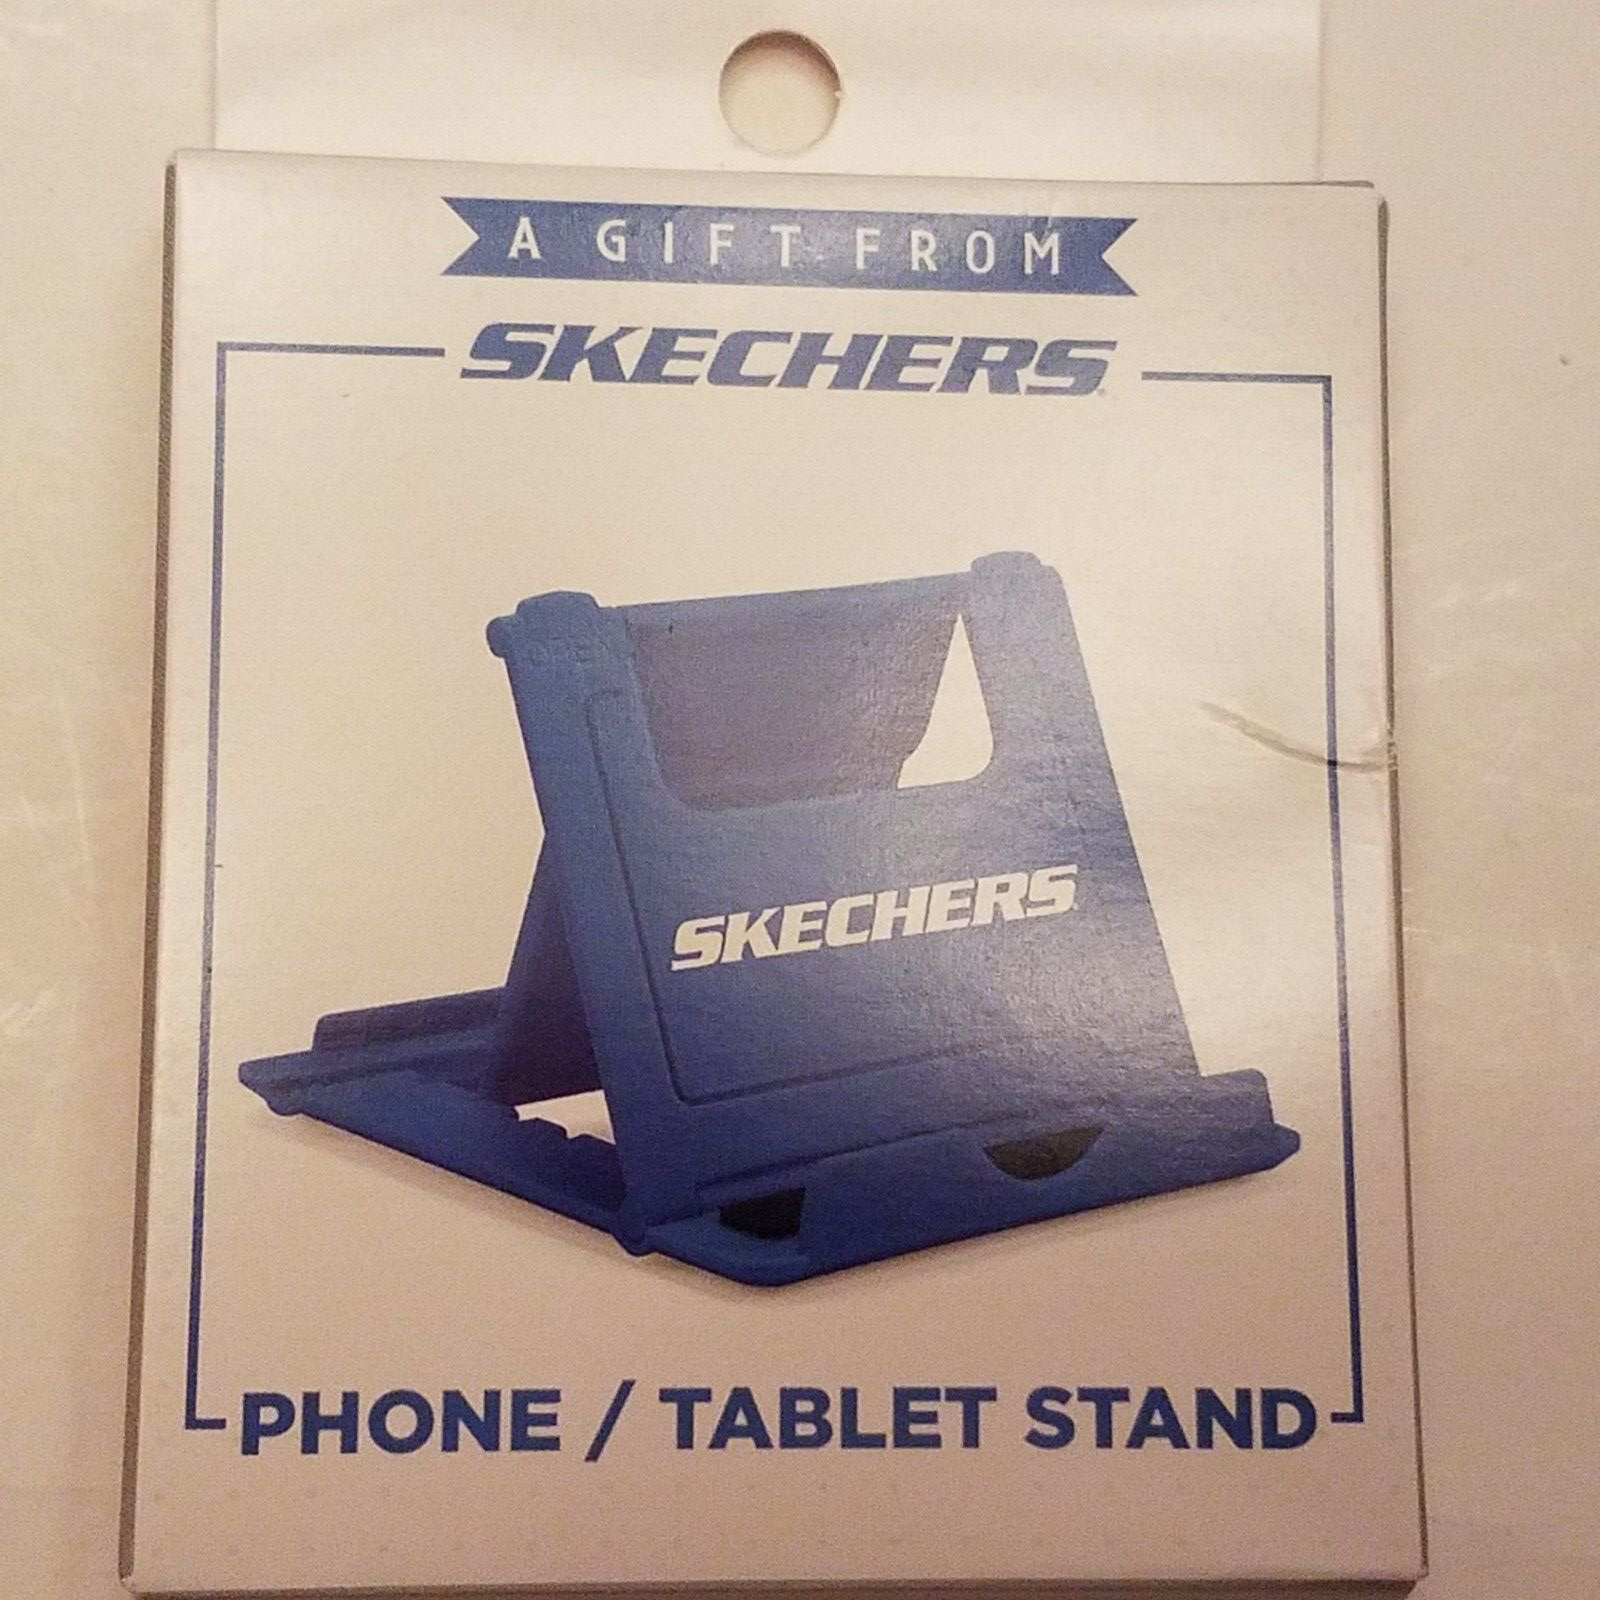 A GIFT FROM
SKECHERS
SKECHERS
PHONE / TABLET STAND